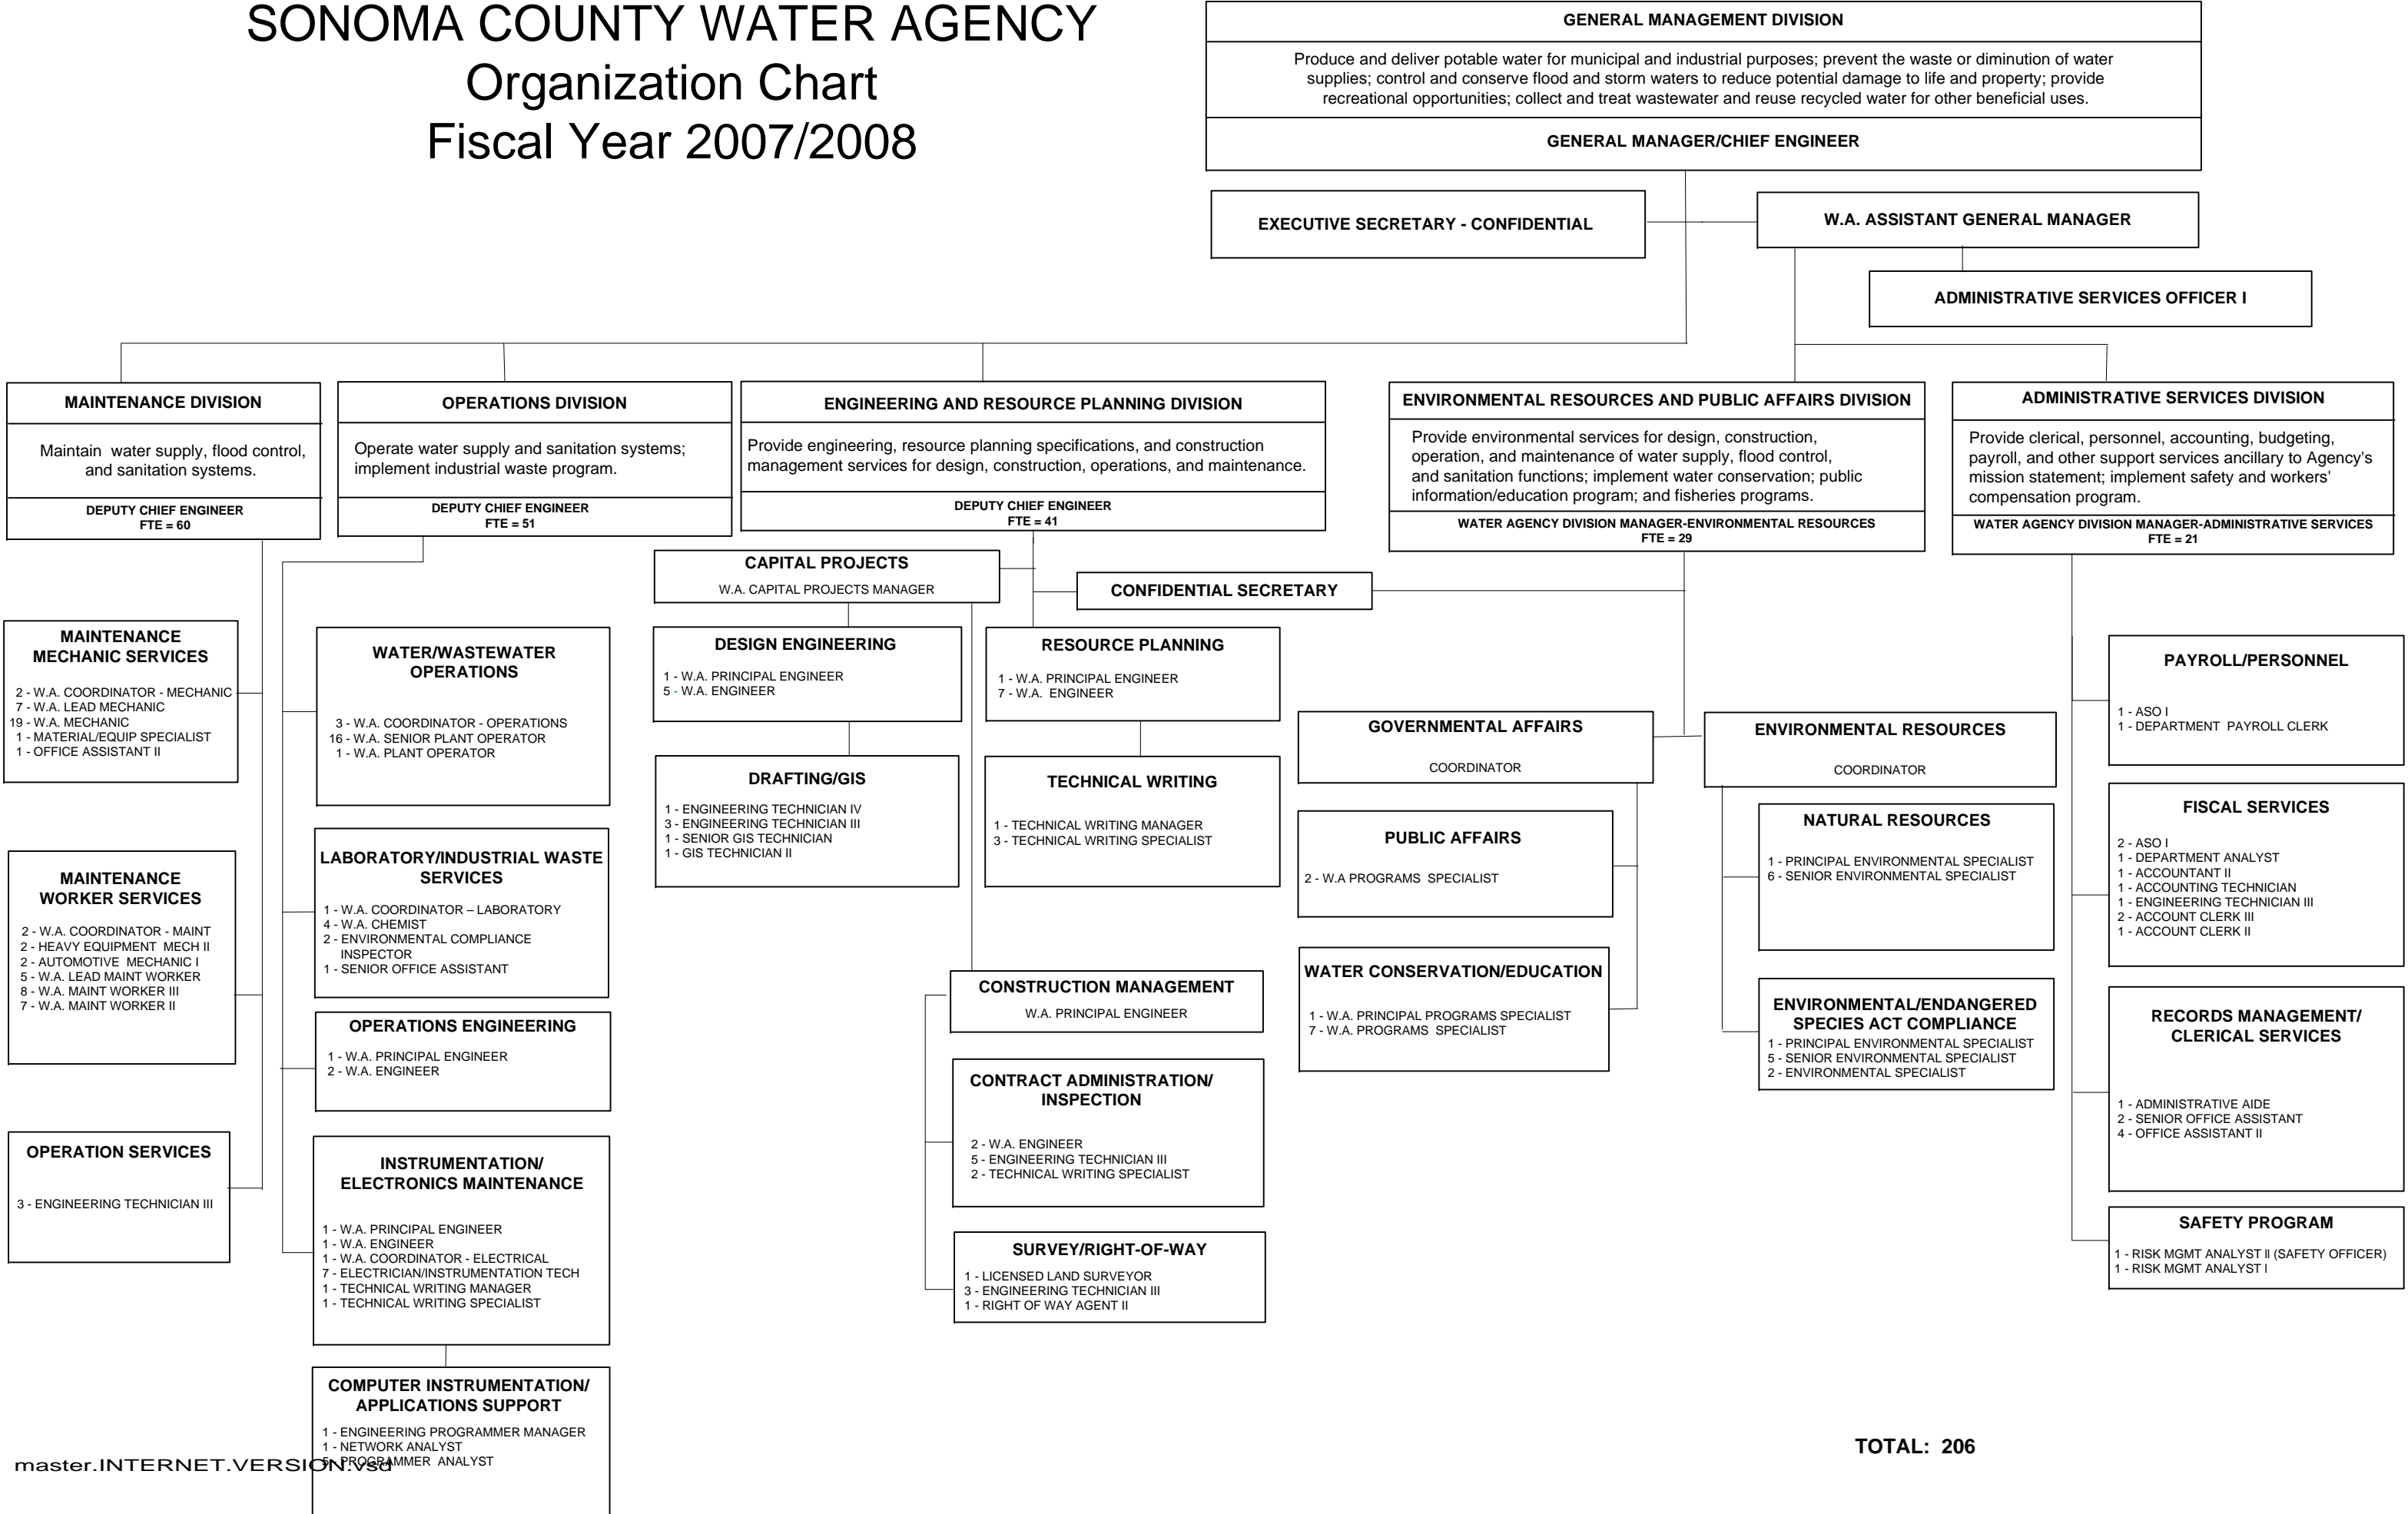 SONOMA COUNTY WATER AGENCY
Organization Chart
Fiscal Year 2007/2008
GENERAL MANAGEMENT DIVISION
Produce and deliver potable water for municipal and industrial purposes; prevent the waste or diminution of water
supplies; control and conserve flood and storm waters to reduce potential damage to life and property; provide
recreational opportunities; collect and treat wastewater and reuse recycled water for other beneficial uses.
GENERAL MANAGER/CHIEF ENGINEER
EXECUTIVE SECRETARY - CONFIDENTIAL
W.A. ASSISTANT GENERAL MANAGER
ADMINISTRATIVE SERVICES OFFICER I
MAINTENANCE DIVISION
Maintain water supply, flood control,
and sanitation systems.
DEPUTY CHIEF ENGINEER
FTE = 60
OPERATIONS DIVISION
Operate water supply and sanitation systems;
implement industrial waste program.
DEPUTY CHIEF ENGINEER
FTE = 51
ENGINEERING AND RESOURCE PLANNING DIVISION
Provide engineering, resource planning specifications, and construction
management services for design, construction, operations, and maintenance.
DEPUTY CHIEF ENGINEER
FTE = 41
ENVIRONMENTAL RESOURCES AND PUBLIC AFFAIRS DIVISION
Provide environmental services for design, construction,
operation, and maintenance of water supply, flood control,
and sanitation functions; implement water conservation; public
information/education program; and fisheries programs.
WATER AGENCY DIVISION MANAGER-ENVIRONMENTAL RESOURCES
FTE = 29
ADMINISTRATIVE SERVICES DIVISION
Provide clerical, personnel, accounting, budgeting,
payroll, and other support services ancillary to Agency's
mission statement; implement safety and workers'
compensation program.
WATER AGENCY DIVISION MANAGER-ADMINISTRATIVE SERVICES
FTE = 21
MAINTENANCE
MECHANIC SERVICES
2 - W.A. COORDINATOR - MECHANIC
7 - W.A. LEAD MECHANIC
19 - W.A. MECHANIC
1 - MATERIAL/EQUIP SPECIALIST
1 - OFFICE ASSISTANT II
MAINTENANCE
WORKER SERVICES
2 - W.A. COORDINATOR - MAINT
2 - HEAVY EQUIPMENT MECH II
2 - AUTOMOTIVE MECHANIC I
5 - W.A. LEAD MAINT WORKER
8 - W.A. MAINT WORKER III
7 - W.A. MAINT WORKER II
OPERATION SERVICES
3 - ENGINEERING TECHNICIAN III
WATER/WASTEWATER
OPERATIONS
3 - W.A. COORDINATOR - OPERATIONS
16 - W.A. SENIOR PLANT OPERATOR
1 - W.A. PLANT OPERATOR
LABORATORY/INDUSTRIAL WASTE
SERVICES
1 - W.A. COORDINATOR – LABORATORY
4 - W.A. CHEMIST
2 - ENVIRONMENTAL COMPLIANCE
INSPECTOR
1 - SENIOR OFFICE ASSISTANT
OPERATIONS ENGINEERING
1 - W.A. PRINCIPAL ENGINEER
2 - W.A. ENGINEER
INSTRUMENTATION/
ELECTRONICS MAINTENANCE
1 - W.A. PRINCIPAL ENGINEER
1 - W.A. ENGINEER
1 - W.A. COORDINATOR - ELECTRICAL
7 - ELECTRICIAN/INSTRUMENTATION TECH
1 - TECHNICAL WRITING MANAGER
1 - TECHNICAL WRITING SPECIALIST
COMPUTER INSTRUMENTATION/
APPLICATIONS SUPPORT
1 - ENGINEERING PROGRAMMER MANAGER
1 - NETWORK ANALYST
5 - PROGRAMMER ANALYST
CAPITAL PROJECTS
W.A. CAPITAL PROJECTS MANAGER
CONFIDENTIAL SECRETARY
DESIGN ENGINEERING
1 - W.A. PRINCIPAL ENGINEER
5 - W.A. ENGINEER
DRAFTING/GIS
1 - ENGINEERING TECHNICIAN IV
3 - ENGINEERING TECHNICIAN III
1 - SENIOR GIS TECHNICIAN
1 - GIS TECHNICIAN II
RESOURCE PLANNING
1 - W.A. PRINCIPAL ENGINEER
7 - W.A. ENGINEER
TECHNICAL WRITING
1 - TECHNICAL WRITING MANAGER
3 - TECHNICAL WRITING SPECIALIST
CONSTRUCTION MANAGEMENT
W.A. PRINCIPAL ENGINEER
CONTRACT ADMINISTRATION/
INSPECTION
2 - W.A. ENGINEER
5 - ENGINEERING TECHNICIAN III
2 - TECHNICAL WRITING SPECIALIST
SURVEY/RIGHT-OF-WAY
1 - LICENSED LAND SURVEYOR
3 - ENGINEERING TECHNICIAN III
1 - RIGHT OF WAY AGENT II
GOVERNMENTAL AFFAIRS
COORDINATOR
PUBLIC AFFAIRS
2 - W.A PROGRAMS SPECIALIST
WATER CONSERVATION/EDUCATION
1 - W.A. PRINCIPAL PROGRAMS SPECIALIST
7 - W.A. PROGRAMS SPECIALIST
ENVIRONMENTAL RESOURCES
COORDINATOR
NATURAL RESOURCES
1 - PRINCIPAL ENVIRONMENTAL SPECIALIST
6 - SENIOR ENVIRONMENTAL SPECIALIST
ENVIRONMENTAL/ENDANGERED
SPECIES ACT COMPLIANCE
1 - PRINCIPAL ENVIRONMENTAL SPECIALIST
5 - SENIOR ENVIRONMENTAL SPECIALIST
2 - ENVIRONMENTAL SPECIALIST
PAYROLL/PERSONNEL
1 - ASO I
1 - DEPARTMENT PAYROLL CLERK
FISCAL SERVICES
2 - ASO I
1 - DEPARTMENT ANALYST
1 - ACCOUNTANT II
1 - ACCOUNTING TECHNICIAN
1 - ENGINEERING TECHNICIAN III
2 - ACCOUNT CLERK III
1 - ACCOUNT CLERK II
RECORDS MANAGEMENT/
CLERICAL SERVICES
1 - ADMINISTRATIVE AIDE
2 - SENIOR OFFICE ASSISTANT
4 - OFFICE ASSISTANT II
SAFETY PROGRAM
1 - RISK MGMT ANALYST II (SAFETY OFFICER)
1 - RISK MGMT ANALYST I
TOTAL: 206
master.INTERNET.VERSION.vsd